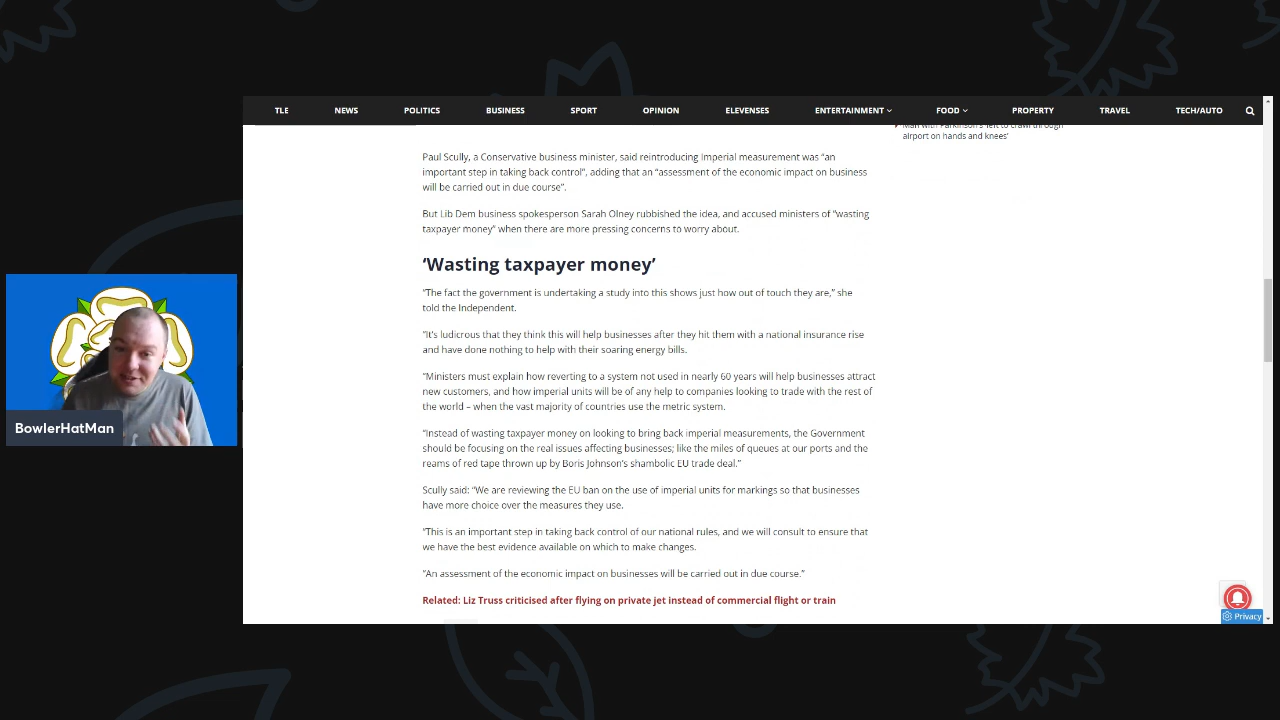 TLE NEWS POLITICS BUSINESS SPORT OPINION ELEVENSES ENTERTAINMENT FOOD PROPERTY TRAVEL TECH/AUTO
Man with Parkinson's 'left to crawl through
airport on hands and knees'
Paul Scully, a Conservative business minister, said reintroducing imperial measurement was “an
important step in taking back control”, adding that an “assessment of the economic impact on business
will be carried out in due course”.
But Lib Dem business spokesperson Sarah Olney rubbished the idea, and accused ministers of “wasting
taxpayer money” when there are more pressing concerns to worry about.
‘Wasting taxpayer money’
“The fact the government is undertaking a study into this shows just how out of touch they are,” she
told the Independent.
“It’s ludicrous that they think this will help businesses after they hit them with a national insurance rise
and have done nothing to help with their soaring energy bills.
“Ministers must explain how reverting to a system not used in nearly 60 years will help businesses attract
new customers, and how imperial units will be of any help to companies looking to trade with the rest of
the world – when the vast majority of countries use the metric system.
“Instead of wasting taxpayer money on looking to bring back imperial measurements, the Government
should be focusing on the real issues affecting businesses; like the miles of queues at our ports and the
reams of red tape thrown up by Boris Johnson’s shambolic EU trade deal.”
Scully said: “We are reviewing the EU ban on the use of imperial units for markings so that businesses
have more choice over the measures they use.
“This is an important step in taking back control of our national rules, and we will consult to ensure that
we have the best evidence available on which to make changes.
“An assessment of the economic impact on businesses will be carried out in due course.”
Related: Liz Truss criticised after flying on private jet instead of commercial flight or train
BowlerHatMan
Privacy